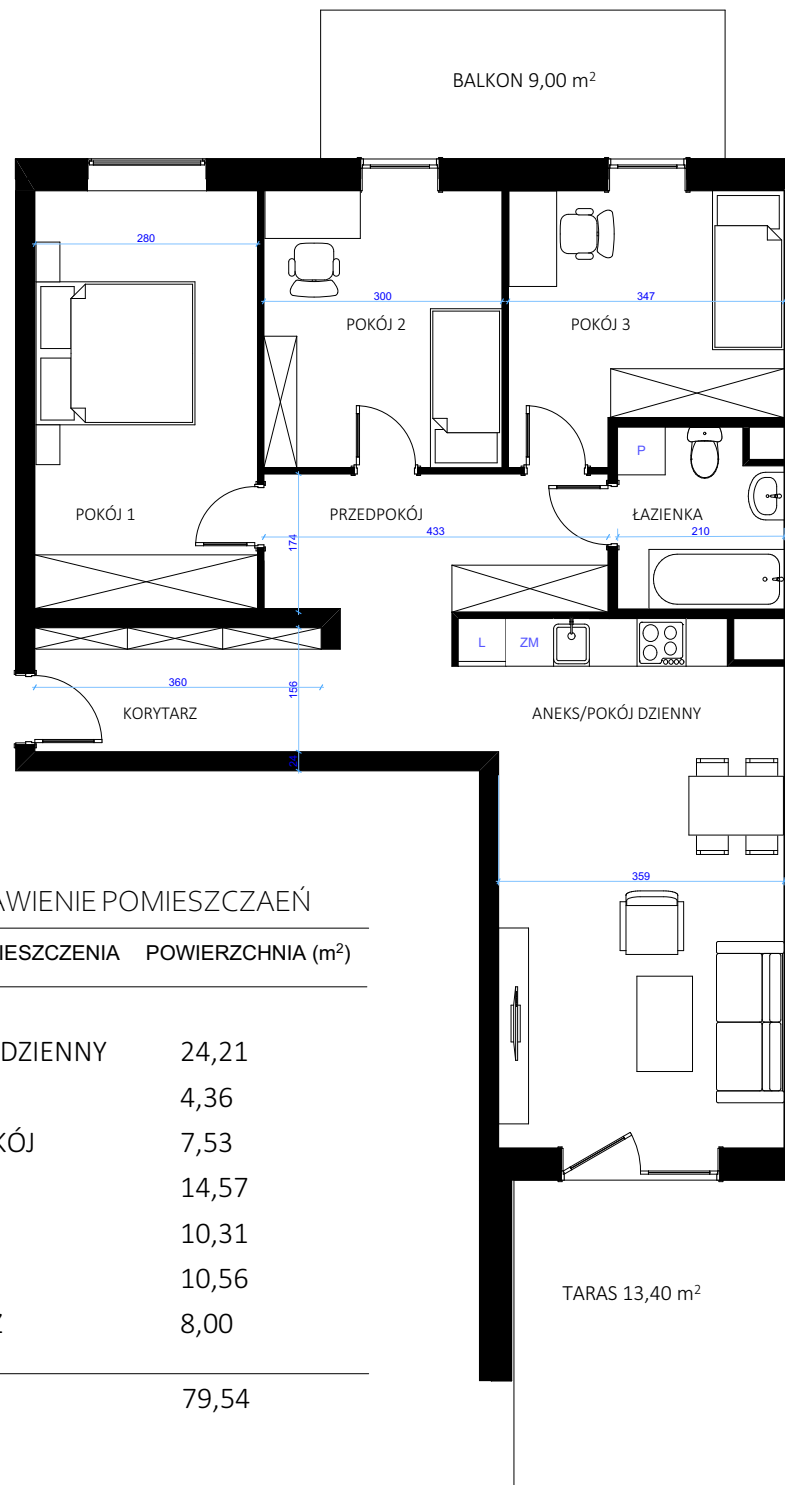 BALKON 9,00 m²
280
300
347
POKÓJ 2
POKÓJ 3
P
POKÓJ 1
PRZEDPOKÓJ
ŁAZIENKA
433
210
174
L
ZM
360
156
KORYTARZ
ANEKS/POKÓJ DZIENNY
24
359
AWIENIE POMIESZCZAEŃ
IESZCZENIA POWIERZCHNIA (m²)
DZIENNY 24,21
4,36
KÓJ 7,53
14,57
10,31
10,56
Z 8,00
79,54
TARAS 13,40 m²